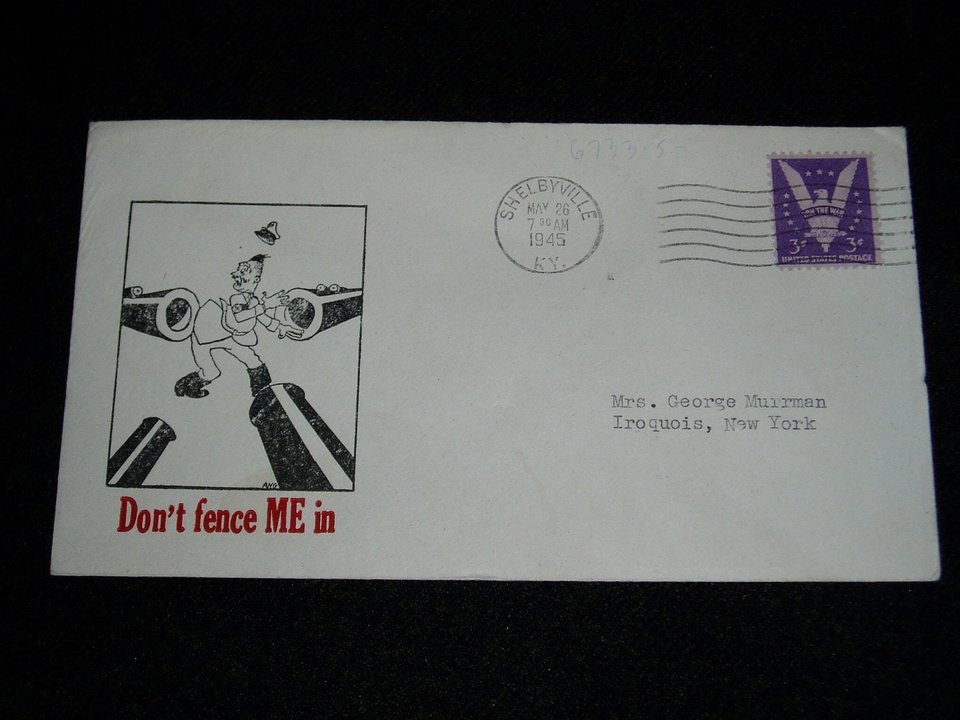 6733-S-
SHELBYVILLE
MAY 26
7 30 AM
1945
KY.
WIN THE WAR
3¢ 3¢
UNITED STATES POSTAGE
Mrs. George Muirman
Iroquois, New York
ANG
Don't fence ME in